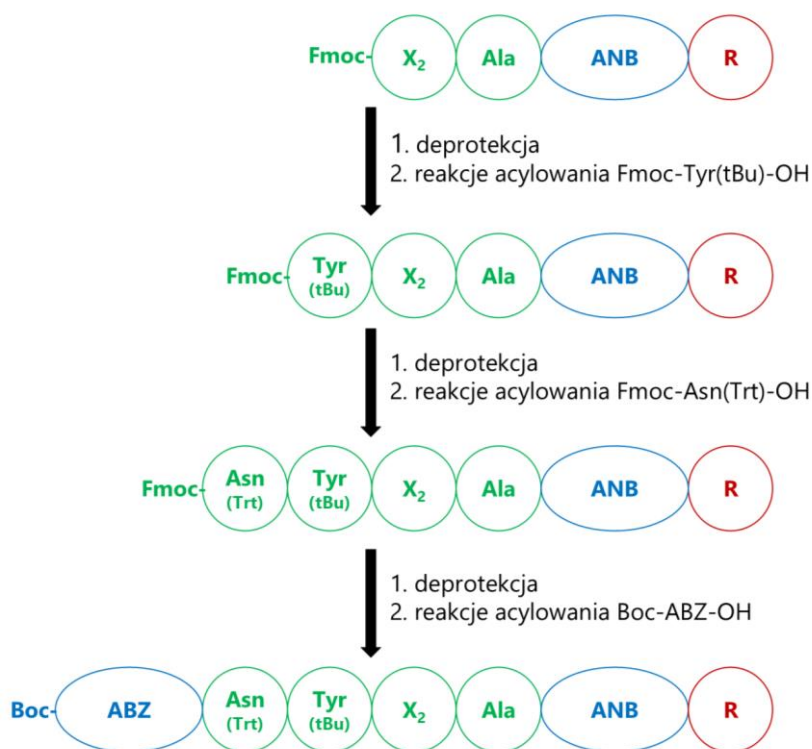 Fmoc- X₂ Ala ANB R
1. deprotekcja
2. reakcje acylowania Fmoc-Tyr(tBu)-OH
Fmoc- Tyr (tBu) X₂ Ala ANB R
1. deprotekcja
2. reakcje acylowania Fmoc-Asn(Trt)-OH
Fmoc- Asn (Trt) Tyr (tBu) X₂ Ala ANB R
1. deprotekcja
2. reakcje acylowania Boc-ABZ-OH
Boc- ABZ Asn (Trt) Tyr (tBu) X₂ Ala ANB R